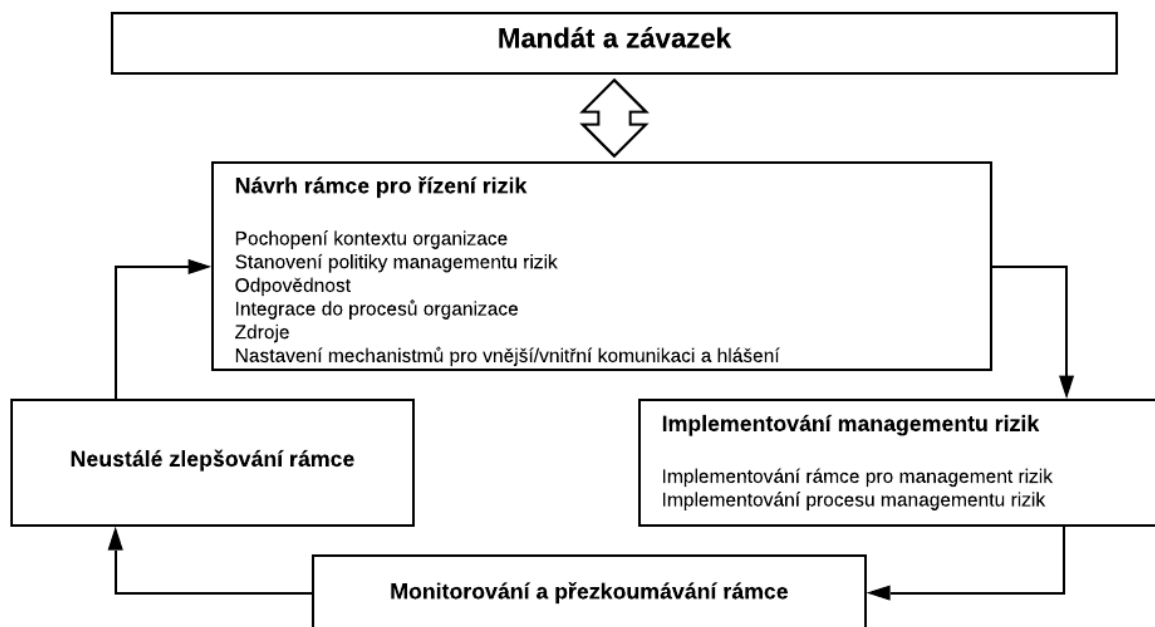 Mandát a závazek
Návrh rámce pro řízení rizik
Pochopení kontextu organizace
Stanovení politiky managementu rizik
Odpovědnost
Integrace do procesů organizace
Zdroje
Nastavení mechanistmů pro vnější/vnitřní komunikaci a hlášení
Implementování managementu rizik
Implementování rámce pro management rizik
Implementování procesu managementu rizik
Neustálé zlepšování rámce
Monitorování a přezkoumávání rámce